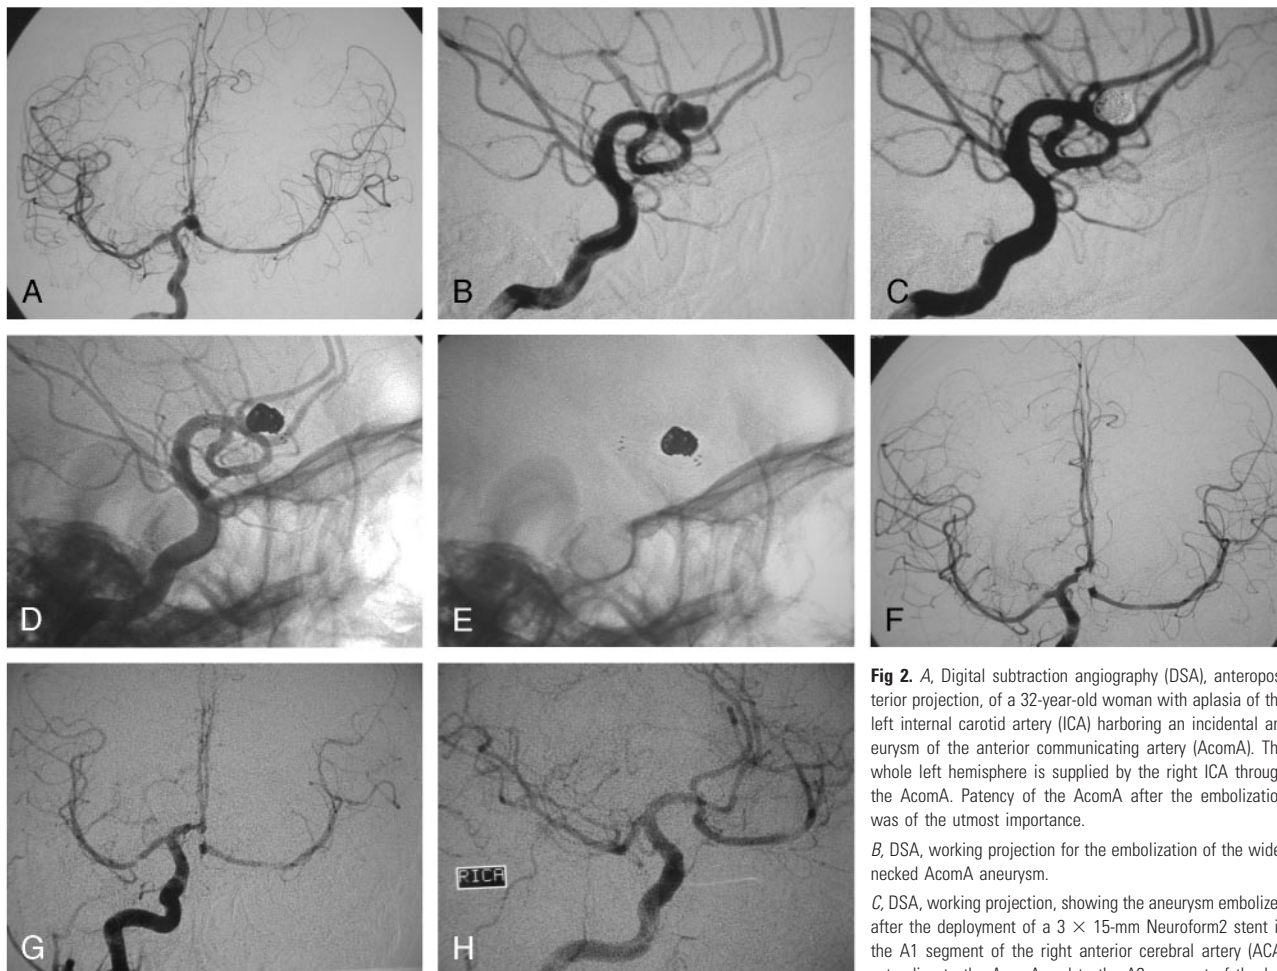 A
B
C
D
E
F
G
RICA
H
Fig 2. A, Digital subtraction angiography (DSA), anteropos
terior projection, of a 32-year-old woman with aplasia of th
left internal carotid artery (ICA) harboring an incidental an
eurysm of the anterior communicating artery (AcomA). Th
whole left hemisphere is supplied by the right ICA throug
the AcomA. Patency of the AcomA after the embolizatio
was of the utmost importance.
B, DSA, working projection for the embolization of the wide
necked AcomA aneurysm.
C, DSA, working projection, showing the aneurysm embolize
after the deployment of a 3 × 15-mm Neuroform2 stent i
the A1 segment of the right anterior cerebral artery (ACA